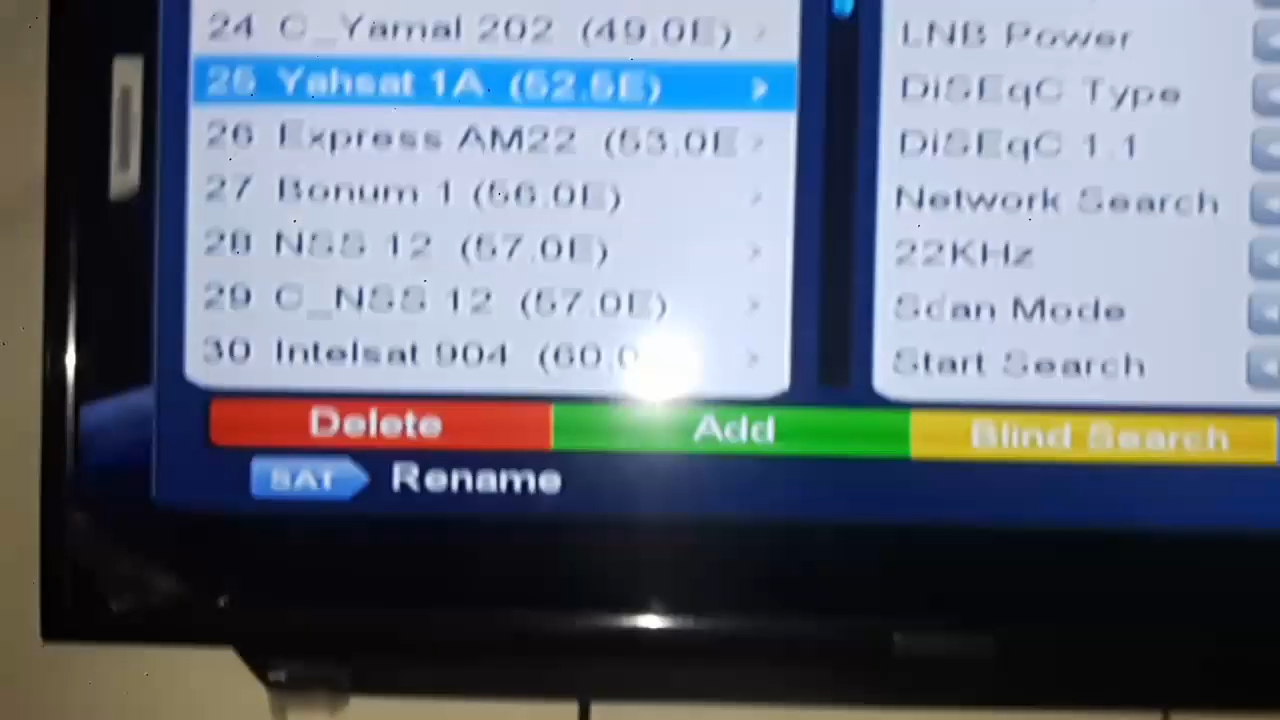 24 C_Yamal 202 (49.0E) >
25 Yahsat 1A (52.5E) >
26 Express AM22 (53.0E >
27 Bonum 1 (56.0E) >
28 NSS 12 (57.0E) >
29 C_NSS 12 (57.0E) >
30 Intelsat 904 (60.0 >
LNB Power
DiSEqC Type
DiSEqC 1.1
Network Search
22KHz
Scan Mode
Start Search
Delete Add Blind Search
SAT Rename